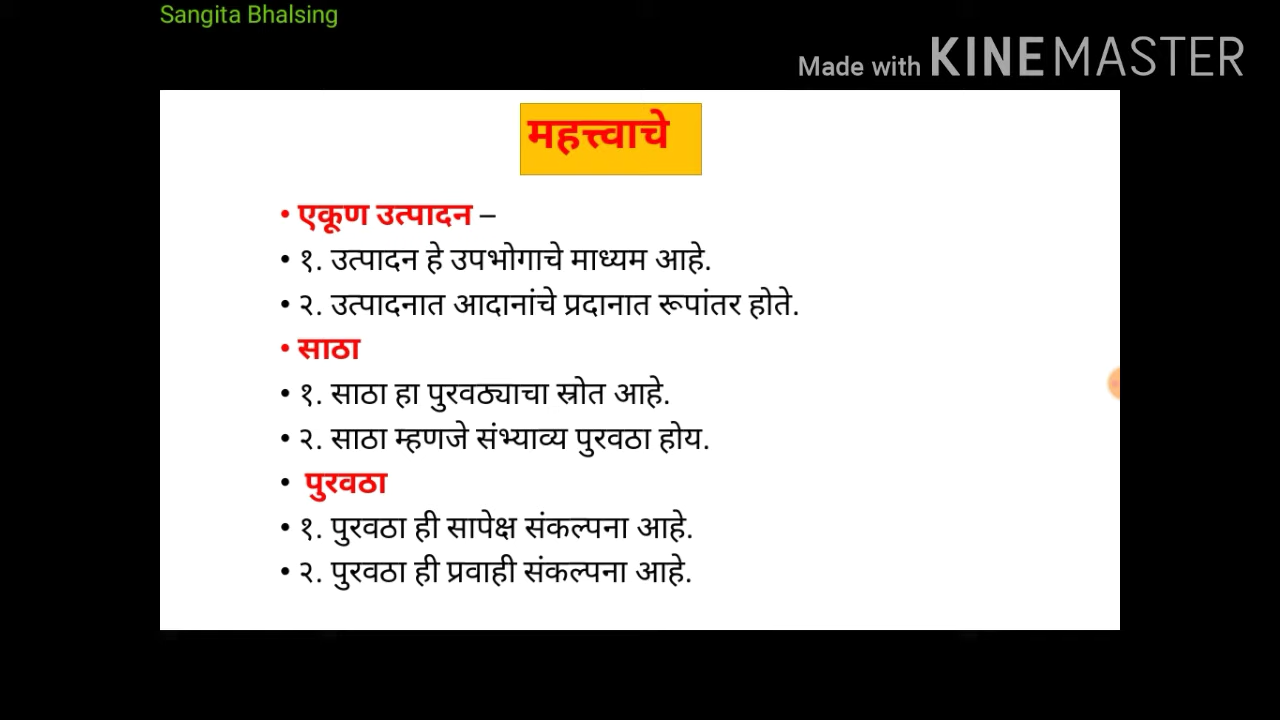 Sangita Bhalsing
Made with KINEMASTER
महत्त्वाचे
• एकूण उत्पादन –
• १. उत्पादन हे उपभोगाचे माध्यम आहे.
• २. उत्पादनात आदानांचे प्रदानात रूपांतर होते.
• साठा
• १. साठा हा पुरवठ्याचा स्रोत आहे.
• २. साठा म्हणजे संभ्याव्य पुरवठा होय.
• पुरवठा
• १. पुरवठा ही सापेक्ष संकल्पना आहे.
• २. पुरवठा ही प्रवाही संकल्पना आहे.